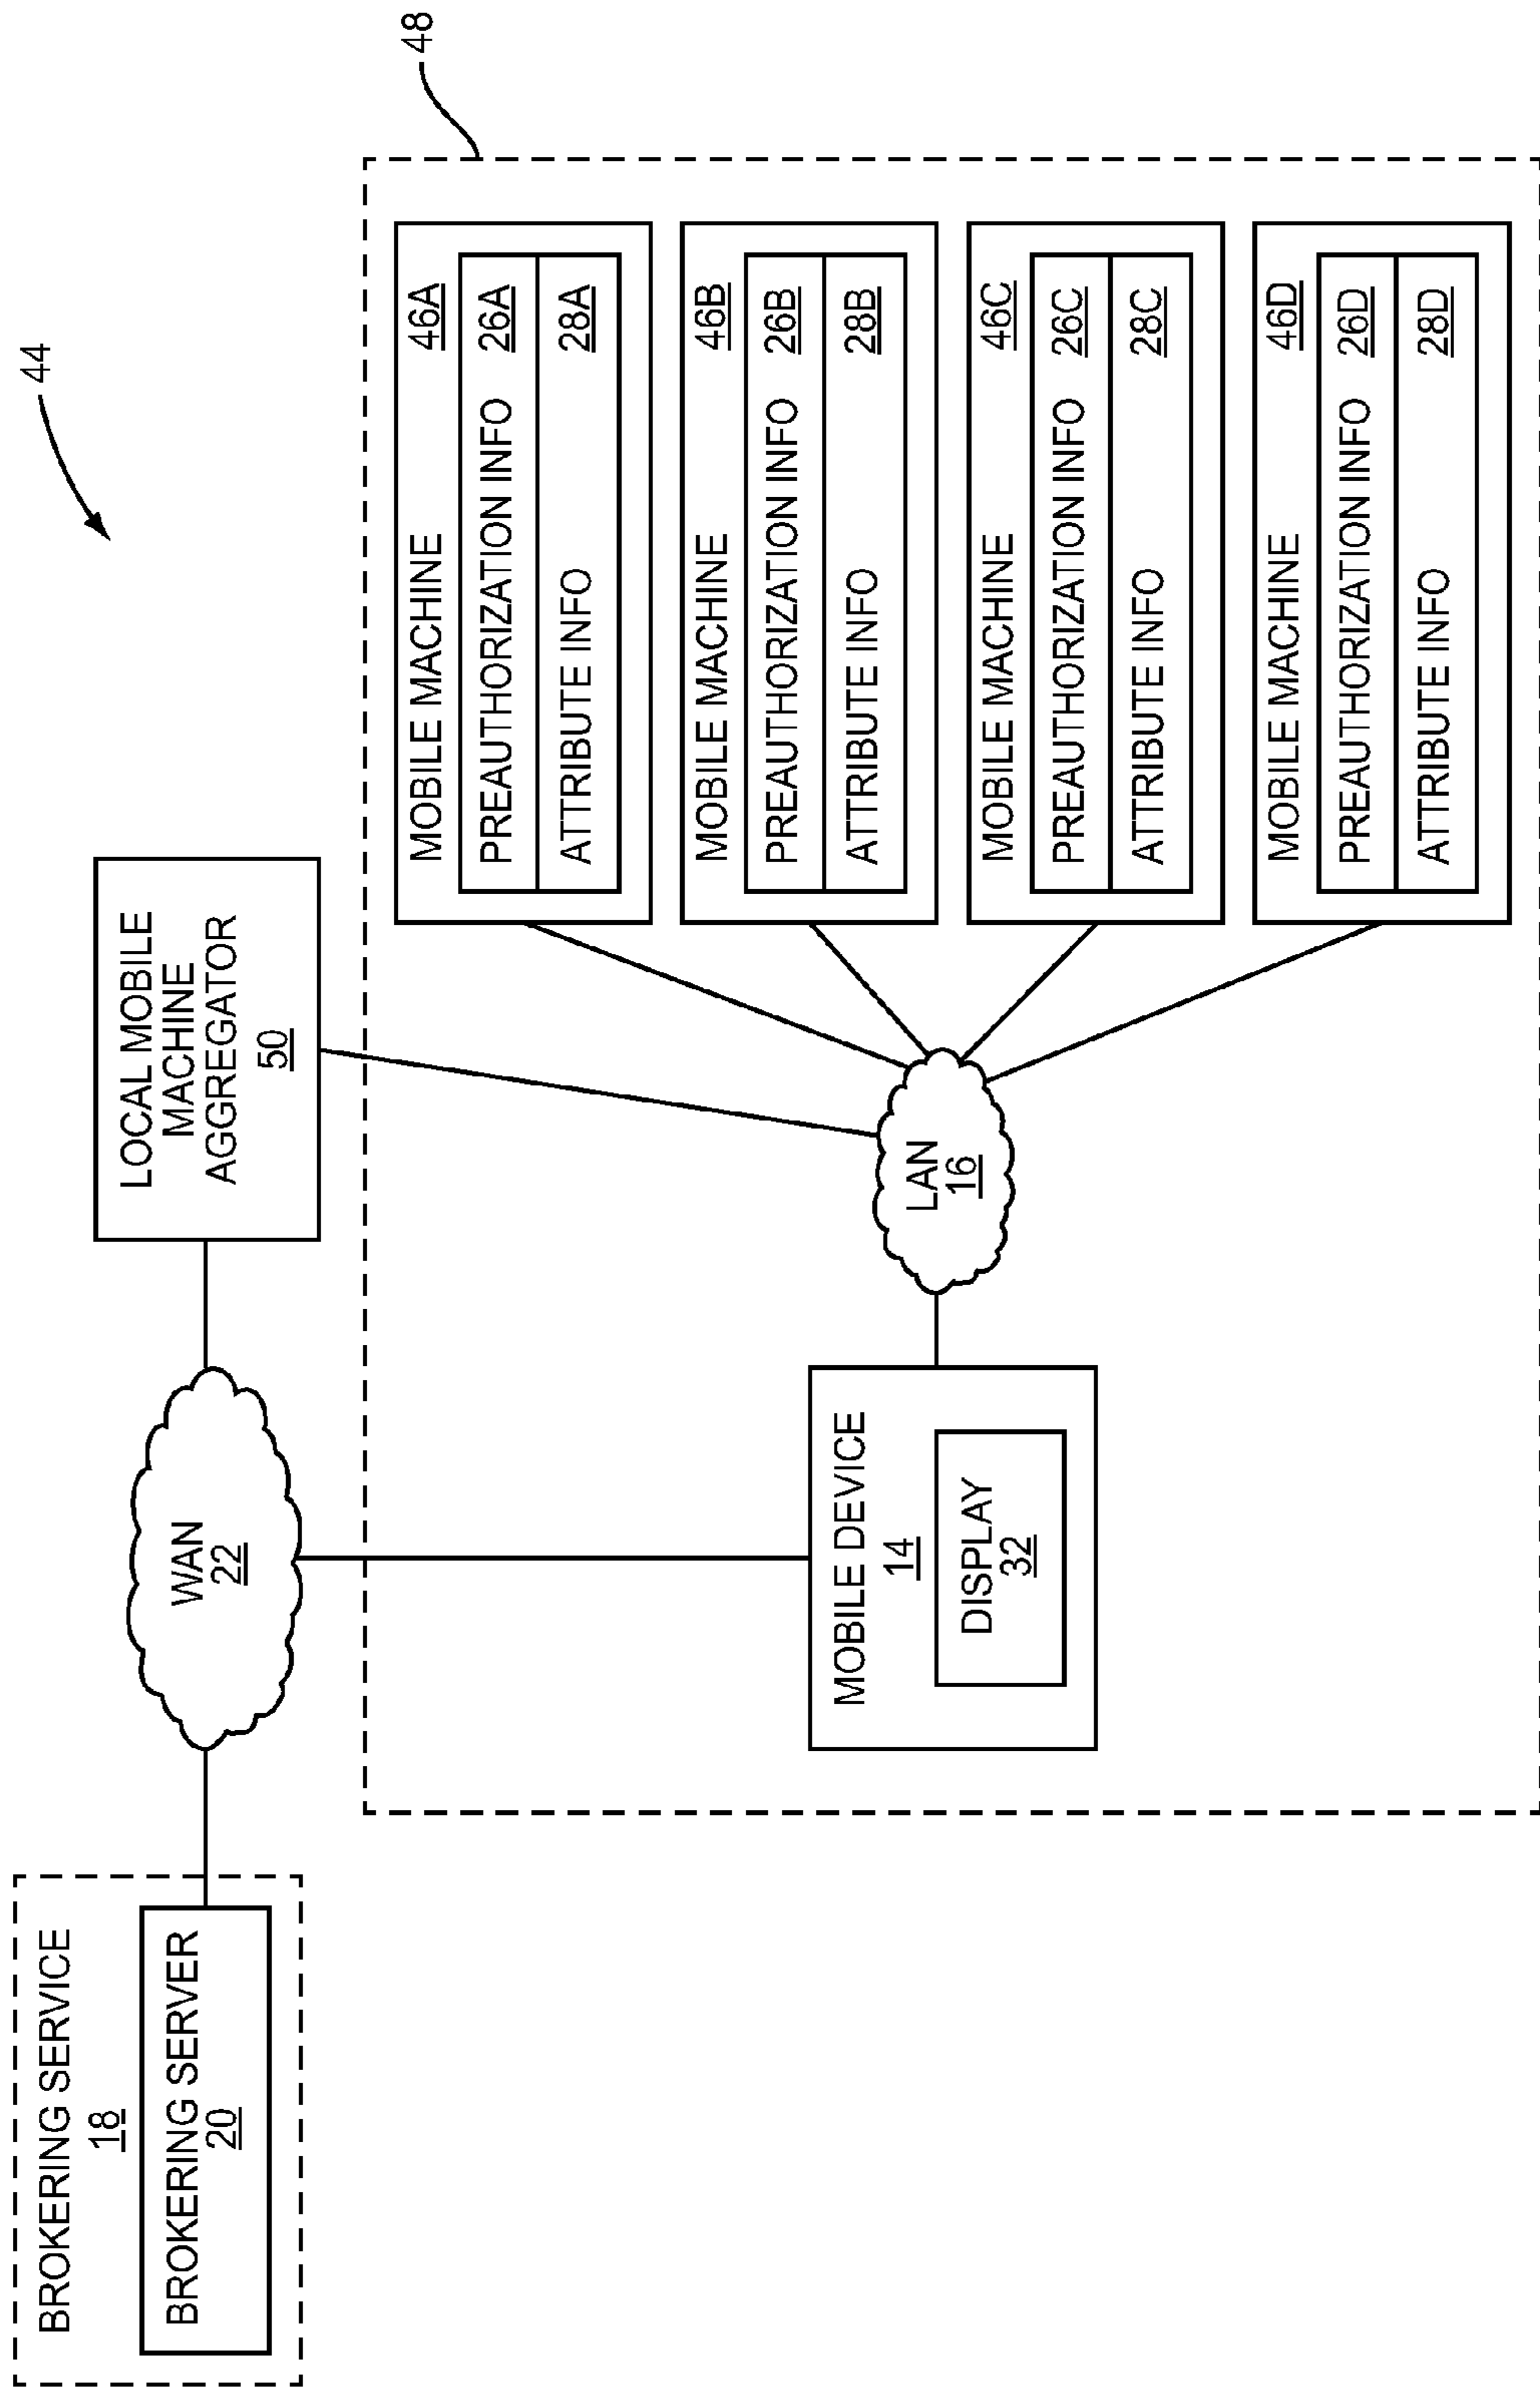 44
48
BROKERING SERVICE
18
BROKERING SERVER
20
WAN
22
LOCAL MOBILE
MACHINE
AGGREGATOR
50
MOBILE DEVICE
14
DISPLAY
32
LAN
16
MOBILE MACHINE 46A
PREAUTHORIZATION INFO 26A
ATTRIBUTE INFO 28A
MOBILE MACHINE 46B
PREAUTHORIZATION INFO 26B
ATTRIBUTE INFO 28B
MOBILE MACHINE 46C
PREAUTHORIZATION INFO 26C
ATTRIBUTE INFO 28C
MOBILE MACHINE 46D
PREAUTHORIZATION INFO 26D
ATTRIBUTE INFO 28D